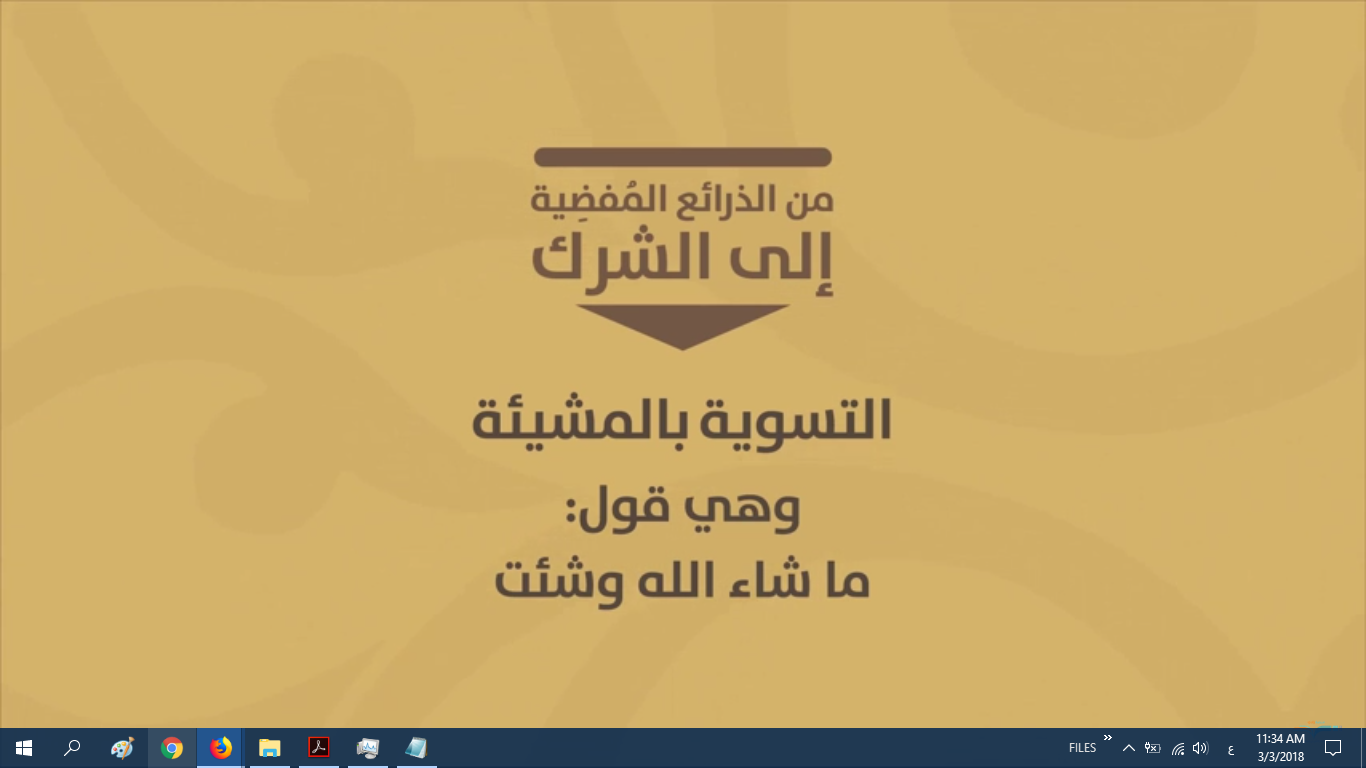 من الذرائع المُفضِية
إلى الشرك
التسوية بالمشيئة
وهي قول:
ما شاء الله وشئت
FILES
»
ع
11:34 AM
3/3/2018